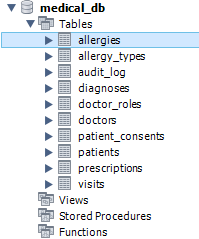 medical_db
Tables
allergies
allergy_types
audit_log
diagnoses
doctor_roles
doctors
patient_consents
patients
prescriptions
visits
Views
Stored Procedures
Functions